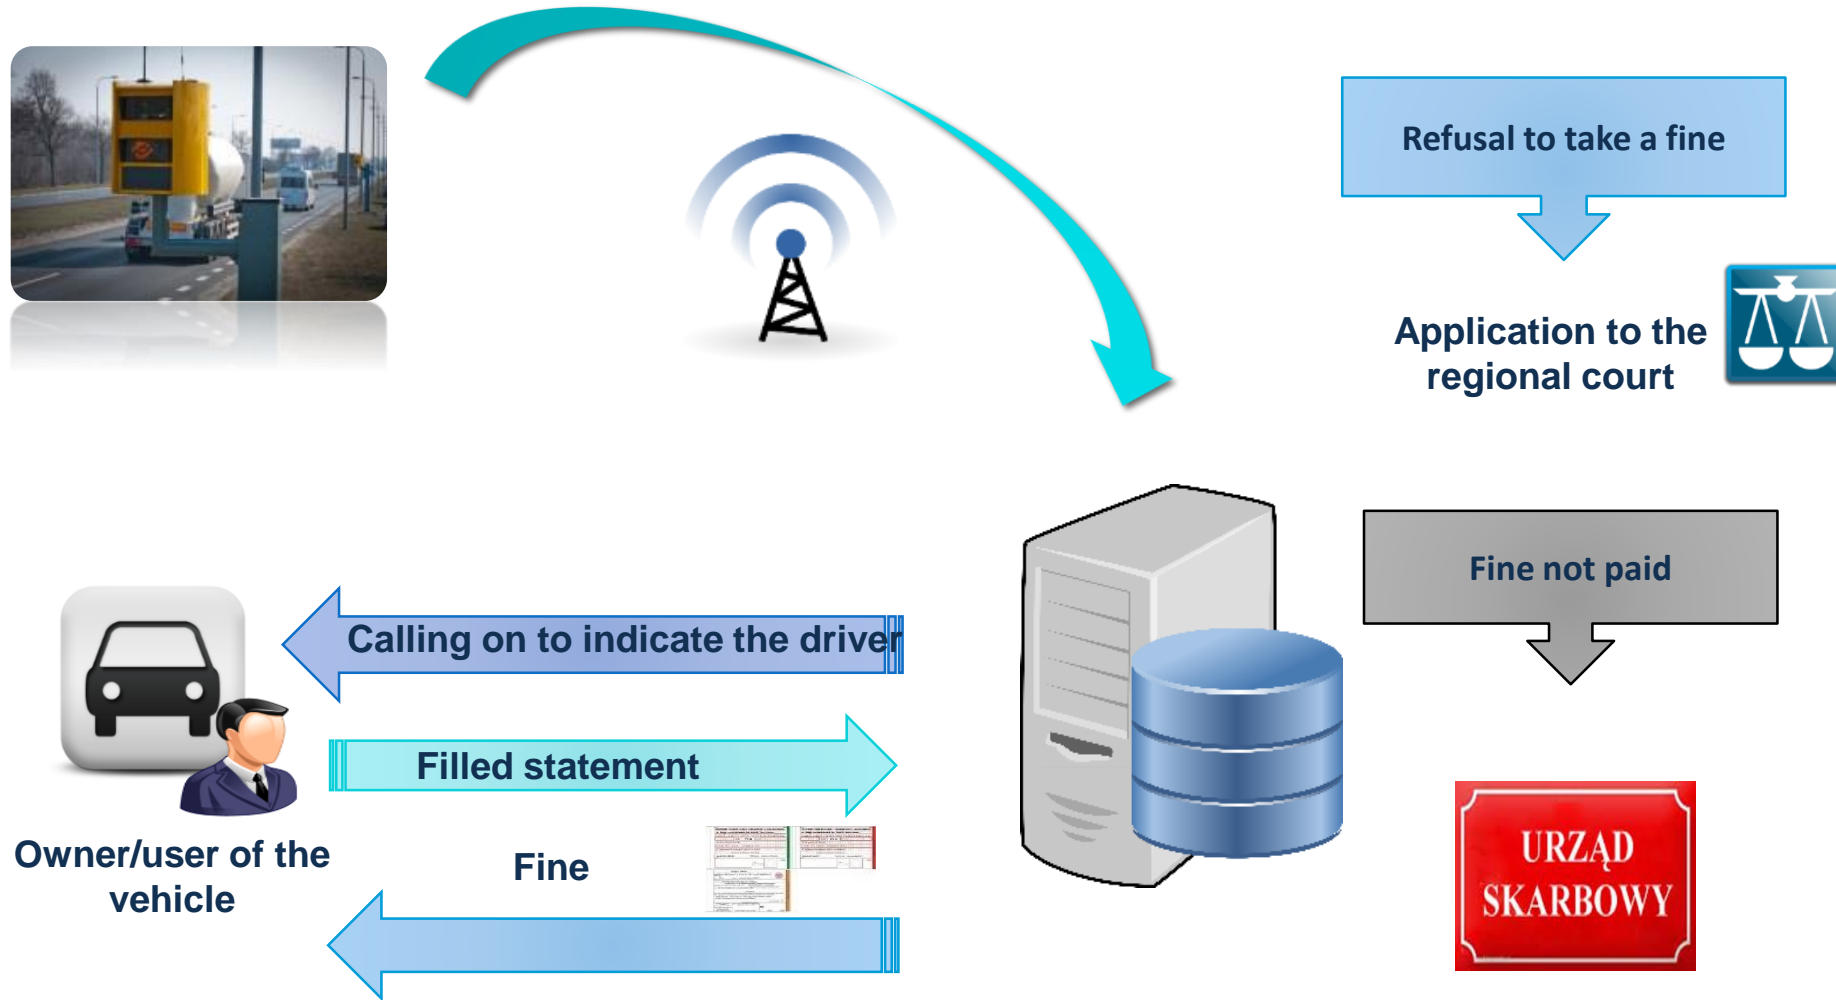 Refusal to take a fine
Application to the
regional court
Fine not paid
Calling on to indicate the driver
Filled statement
Owner/user of the
vehicle
Fine
URZĄD
SKARBOWY